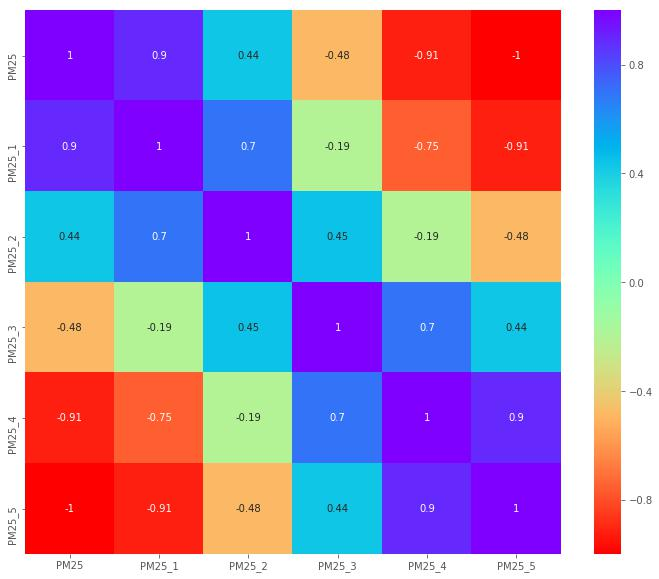 PM25 1 0.9 0.44 -0.48 -0.91 -1
PM25_1 0.9 1 0.7 -0.19 -0.75 -0.91
PM25_2 0.44 0.7 1 0.45 -0.19 -0.48
PM25_3 -0.48 -0.19 0.45 1 0.7 0.44
PM25_4 -0.91 -0.75 -0.19 0.7 1 0.9
PM25_5 -1 -0.91 -0.48 0.44 0.9 1
PM25 PM25_1 PM25_2 PM25_3 PM25_4 PM25_5
0.8
0.4
0.0
−0.4
−0.8